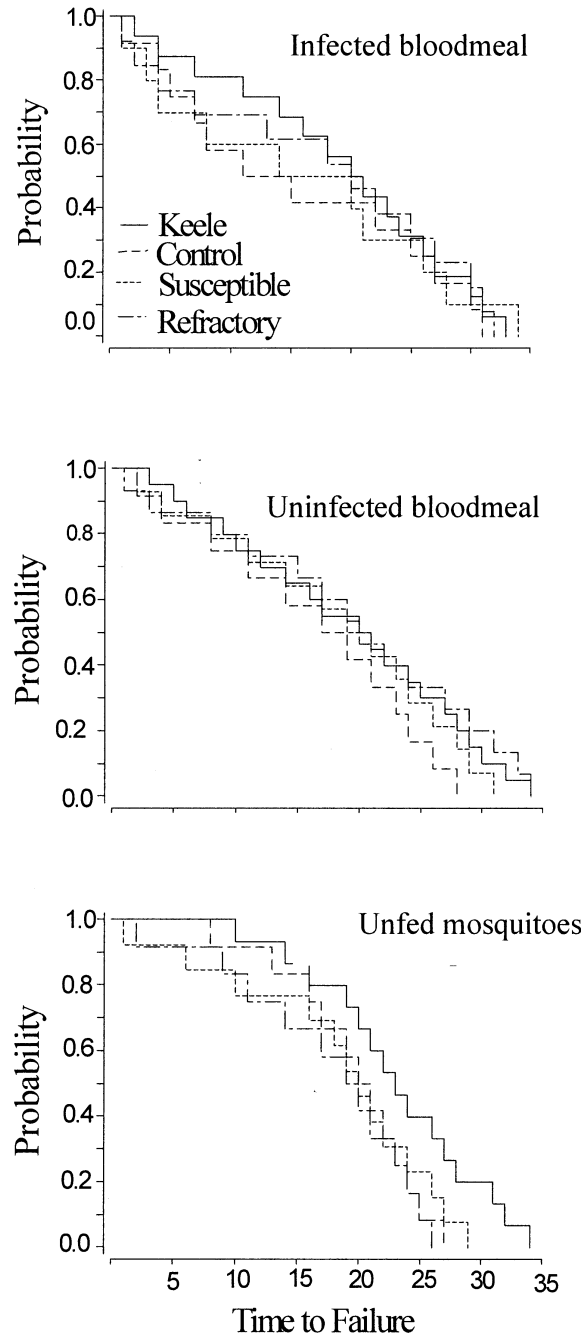 Infected bloodmeal
Probability
1.0
0.8
0.6
0.4
0.2
0.0
Keele
Control
Susceptible
Refractory
Uninfected bloodmeal
Probability
1.0
0.8
0.6
0.4
0.2
0.0
Unfed mosquitoes
Probability
1.0
0.8
0.6
0.4
0.2
0.0
5 10 15 20 25 30 35
Time to Failure